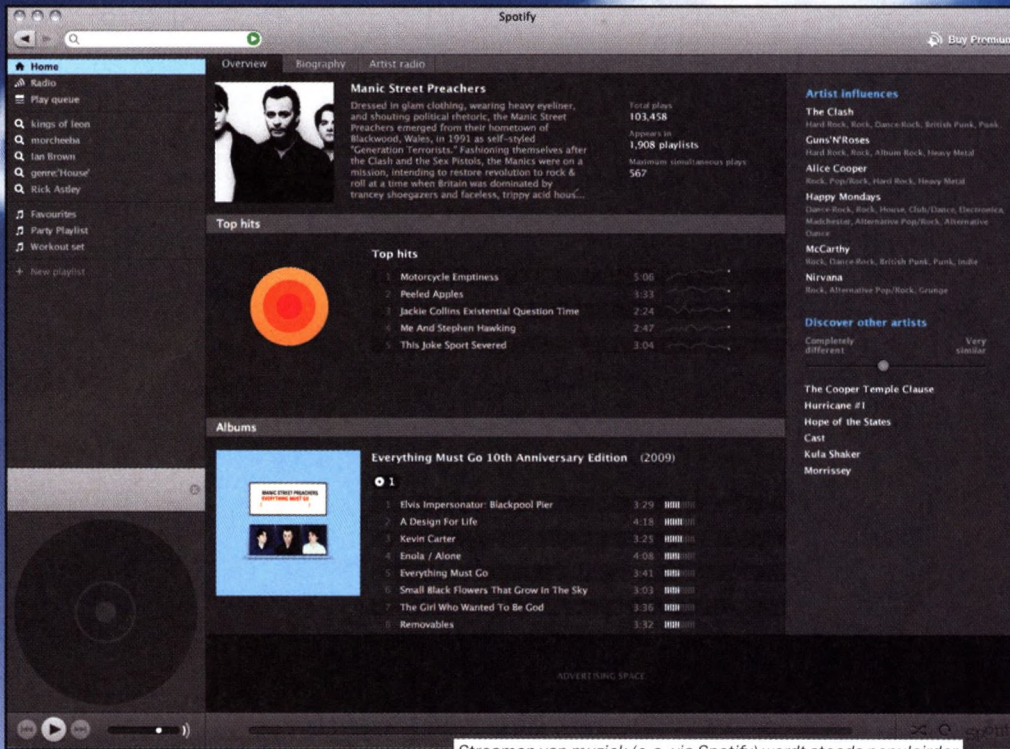 Spotify
Buy Premium
Home
Radio
Play queue
kings of leon
morcheeba
Ian Brown
genre:'House'
Rick Astley
Favourites
Party Playlist
Workout set
+ New playlist
Overview Biography Artist radio
Manic Street Preachers
Dressed in glam clothing, wearing heavy eyeliner,
and shouting political rhetoric, the Manic Street
Preachers emerged from their hometown of
Blackwood, Wales, in 1991 as self-styled
"Generation Terrorists." Fashioning themselves after
the Clash and the Sex Pistols, the Manics were on a
mission, intending to restore revolution to rock &
roll at a time when Britain was dominated by
trancey shoegazers and faceless, trippy acid hous...
Total plays
103,458
Appears in
1,908 playlists
Maximum simultaneous plays
567
Top hits
Top hits
1 Motorcycle Emptiness 5:06
2 Peeled Apples 3:33
3 Jackie Collins Existential Question Time 2:24
4 Me And Stephen Hawking 2:47
5 This Joke Sport Severed 3:04
Albums
MANIC STREET PREACHERS
EVERYTHING MUST GO
Everything Must Go 10th Anniversary Edition (2009)
1
1 Elvis Impersonator: Blackpool Pier 3:29
2 A Design For Life 4:18
3 Kevin Carter 3:25
4 Enola / Alone 4:08
5 Everything Must Go 3:41
6 Small Black Flowers That Grow In The Sky 3:03
7 The Girl Who Wanted To Be God 3:36
8 Removables 3:32
ADVERTISING SPACE
Artist influences
The Clash
Hard Rock, Rock, Dance-Rock, British Punk, Punk
Guns'N'Roses
Hard Rock, Rock, Album Rock, Heavy Metal
Alice Cooper
Rock, Pop/Rock, Hard Rock, Heavy Metal
Happy Mondays
Dance-Rock, Rock, House, Club/Dance, Electronica,
Madchester, Alternative Pop/Rock, Alternative
Dance
McCarthy
Rock, Dance-Rock, British Punk, Punk, Indie
Nirvana
Rock, Alternative Pop/Rock, Grunge
Discover other artists
Completely
different
Very
similar
The Cooper Temple Clause
Hurricane #1
Hope of the States
Cast
Kula Shaker
Morrissey